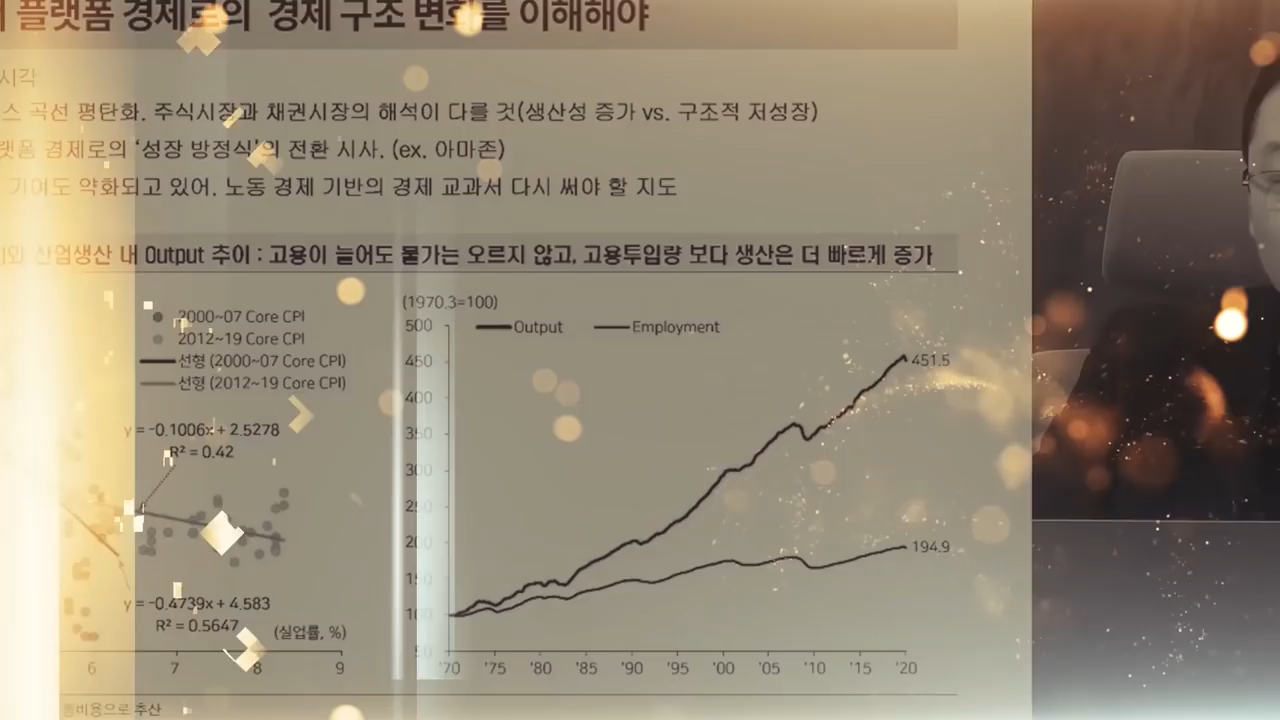 플랫폼 경제로의 경제 구조 변화를 이해해야
시각
스 곡선 평탄화. 주식시장과 채권시장의 해석이 다를 것(생산성 증가 vs. 구조적 저성장)
랫폼 경제로의 '성장 방정식'의 전환 시사. (ex. 아마존)
기여도 약화되고 있어. 노동 경제 기반의 경제 교과서 다시 써야 할 지도
산업생산 내 Output 추이 : 고용이 늘어도 물가는 오르지 않고, 고용투입량 보다 생산은 더 빠르게 증가
2000~07 Core CPI
2012~19 Core CPI
선형 (2000~07 Core CPI)
선형 (2012~19 Core CPI)
y = -0.1006x + 2.5278
R² = 0.42
y = -0.4739x + 4.583
R² = 0.5647
(실업률, %)
6 7 8 9
(1970.3=100)
Output Employment
500
450
400
350
300
250
200
150
100
50
451.5
194.9
'70 '75 '80 '85 '90 '95 '00 '05 '10 '15 '20
통비용으로 추산